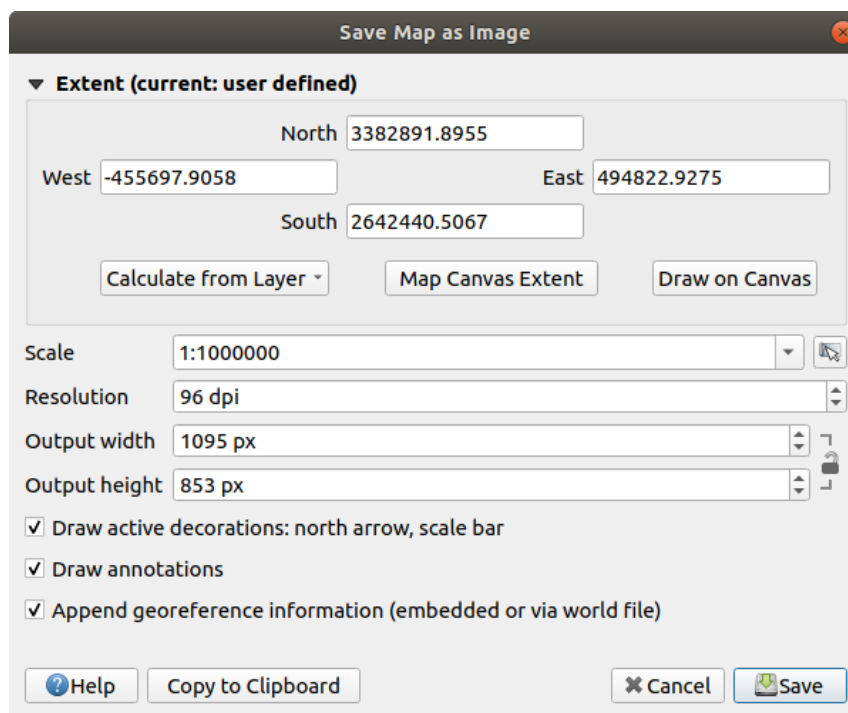 Save Map as Image
Extent (current: user defined)
North 3382891.8955
West -455697.9058 East 494822.9275
South 2642440.5067
Calculate from Layer Map Canvas Extent Draw on Canvas
Scale 1:1000000
Resolution 96 dpi
Output width 1095 px
Output height 853 px
Draw active decorations: north arrow, scale bar
Draw annotations
Append georeference information (embedded or via world file)
Help Copy to Clipboard Cancel Save